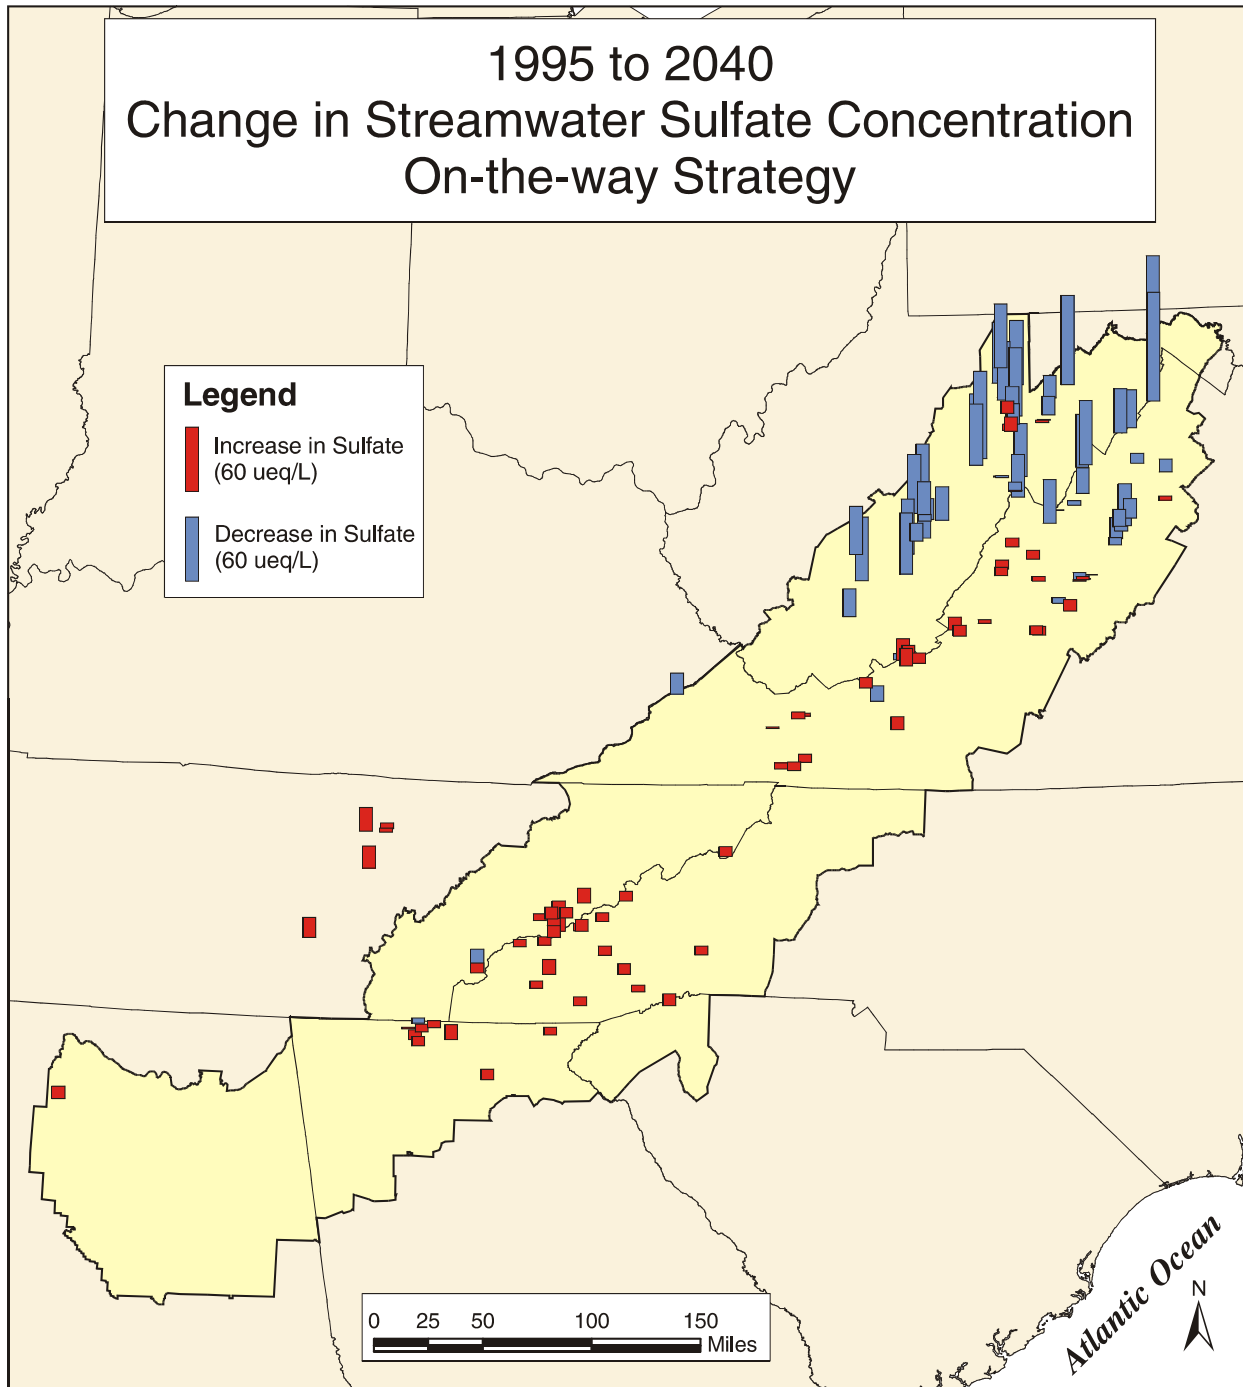 1995 to 2040
Change in Streamwater Sulfate Concentration
On-the-way Strategy
Legend
Increase in Sulfate
(60 ueq/L)
Decrease in Sulfate
(60 ueq/L)
0 25 50 100 150
Miles
Atlantic Ocean
N